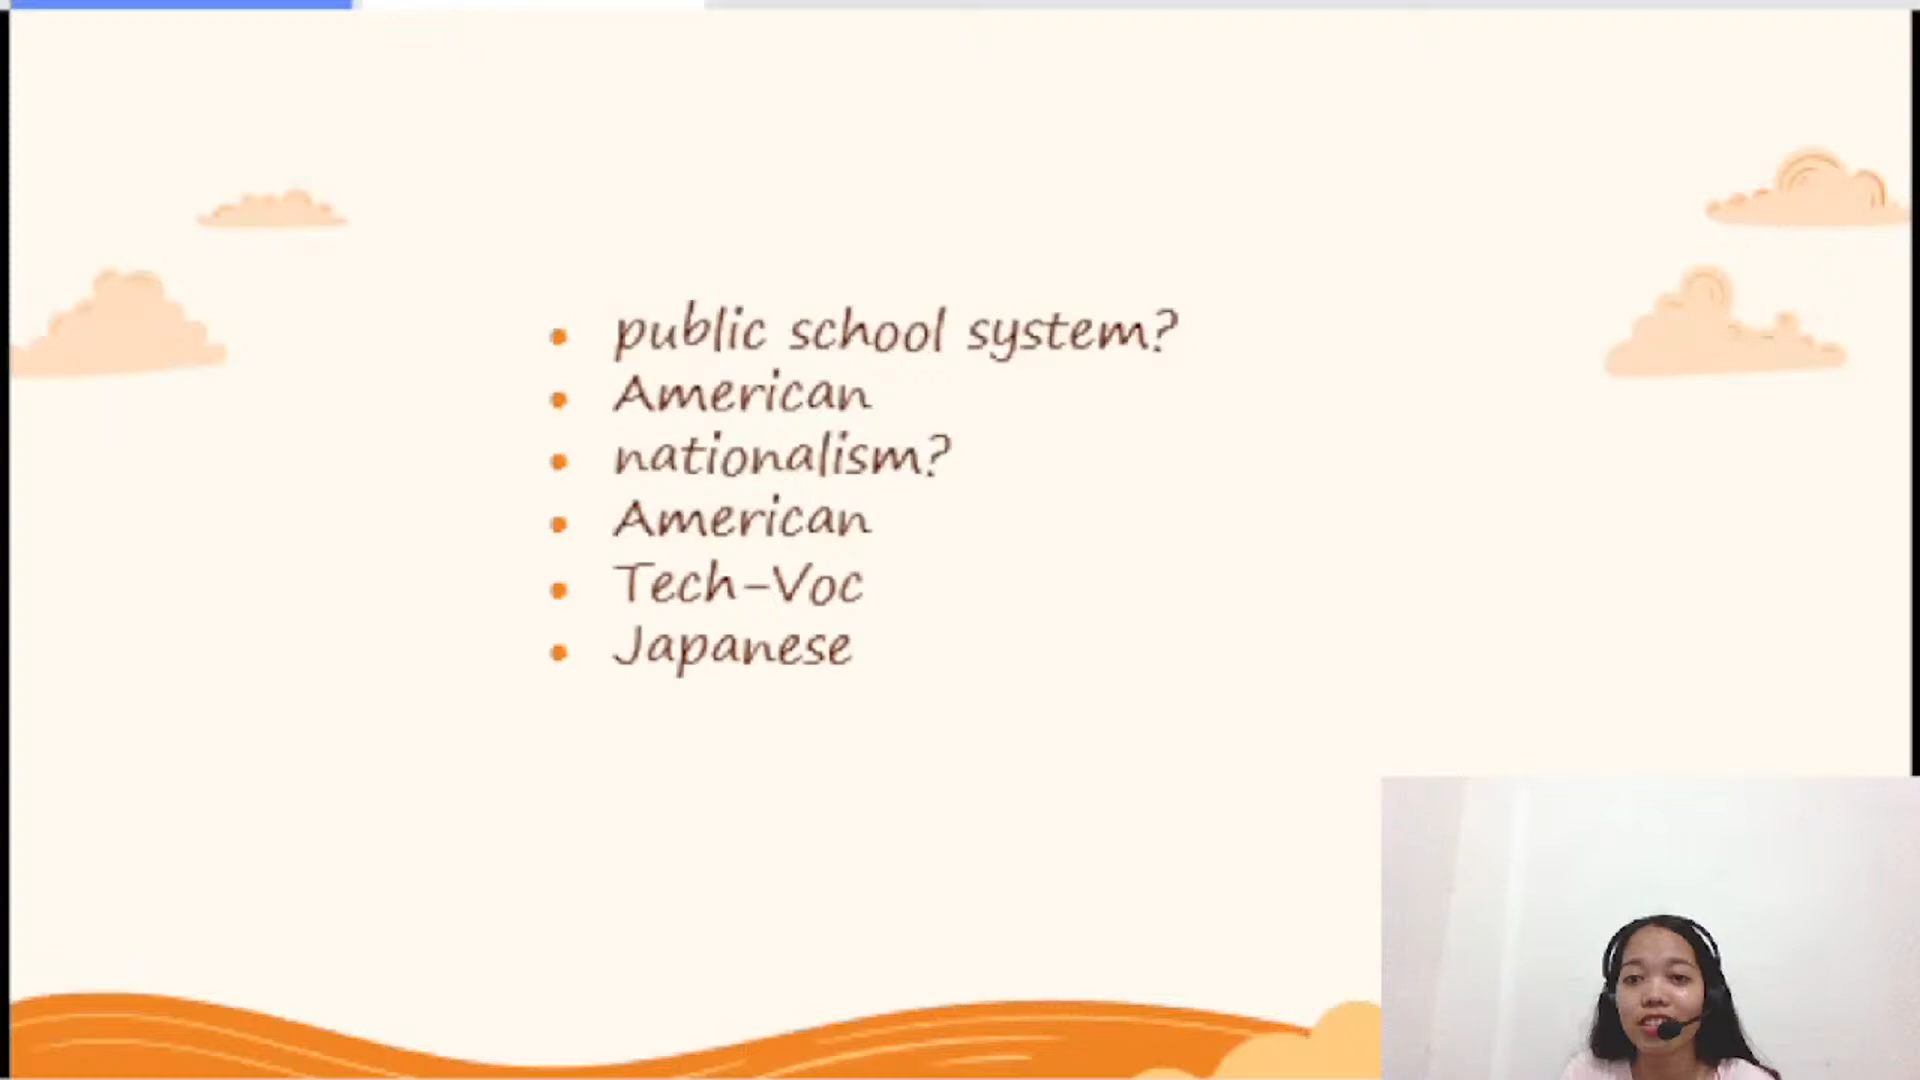 public school system?
American
nationalism?
American
Tech-Voc
Japanese